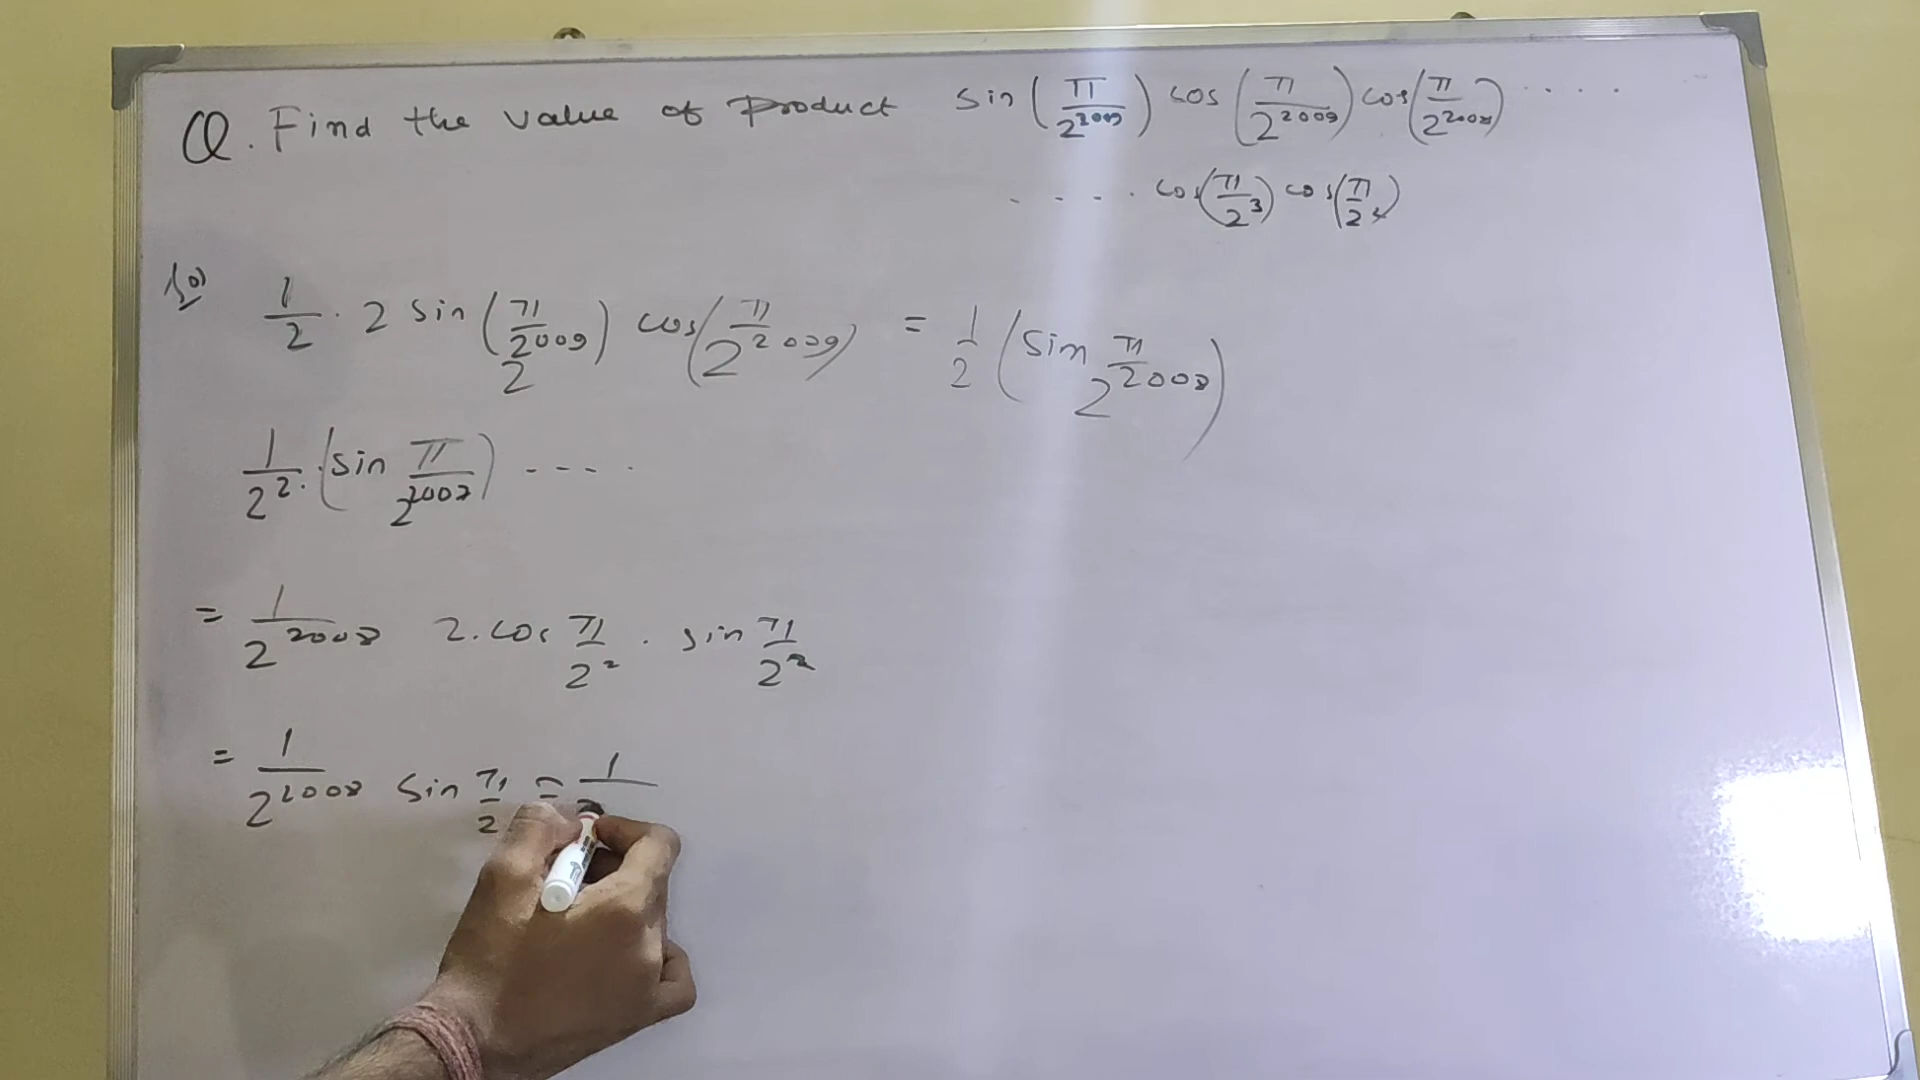 Q. Find the value of product sin(π/2^2009) cos(π/2^2009) cos(π/2^2008) ....
.... cos(π/2^3) cos(π/2^2)
Sol
1/2 . 2 sin(π/2^2009) cos(π/2^2009) = 1/2 (sin π/2^2008)
1/2^2 . (sin π/2^2007) ----.
= 1/2^2008 2.cos π/2^2 . sin π/2^2
= 1/2^2008 sin π/2 = 1/2